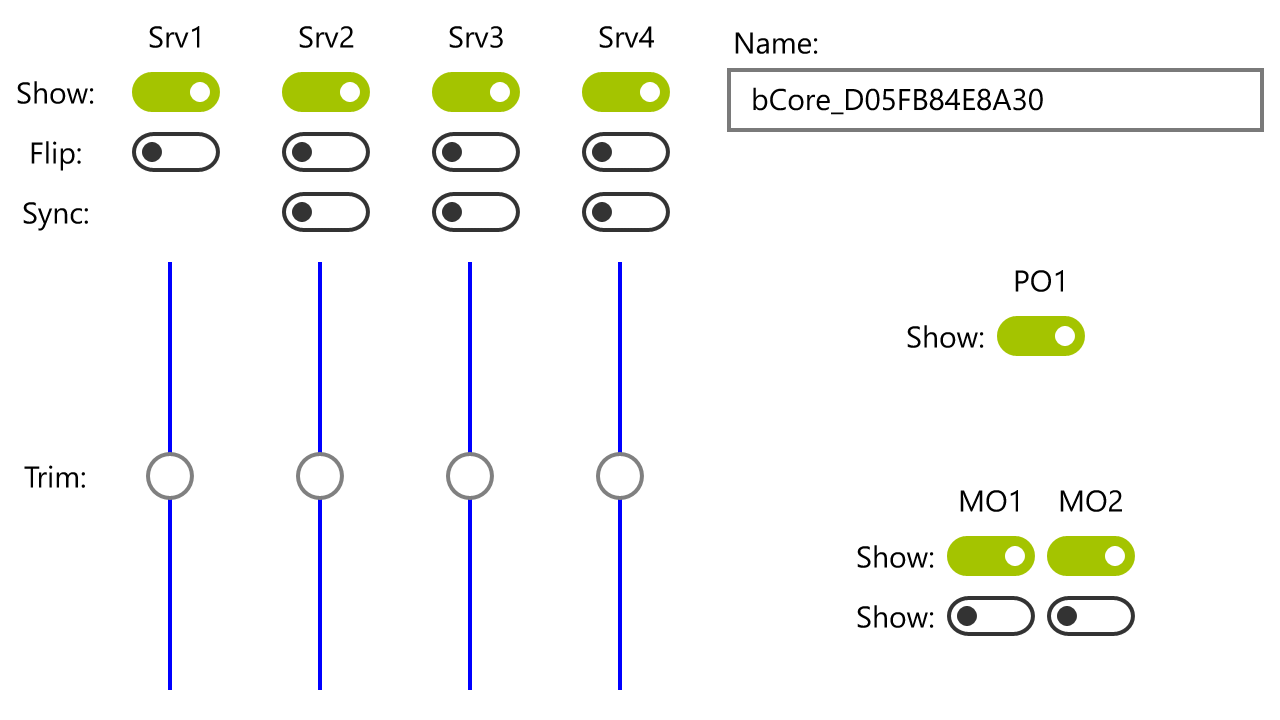 Srv1 Srv2 Srv3 Srv4
Show:
Flip:
Sync:
Trim:
Name:
bCore_D05FB84E8A30
PO1
Show:
MO1 MO2
Show:
Show: